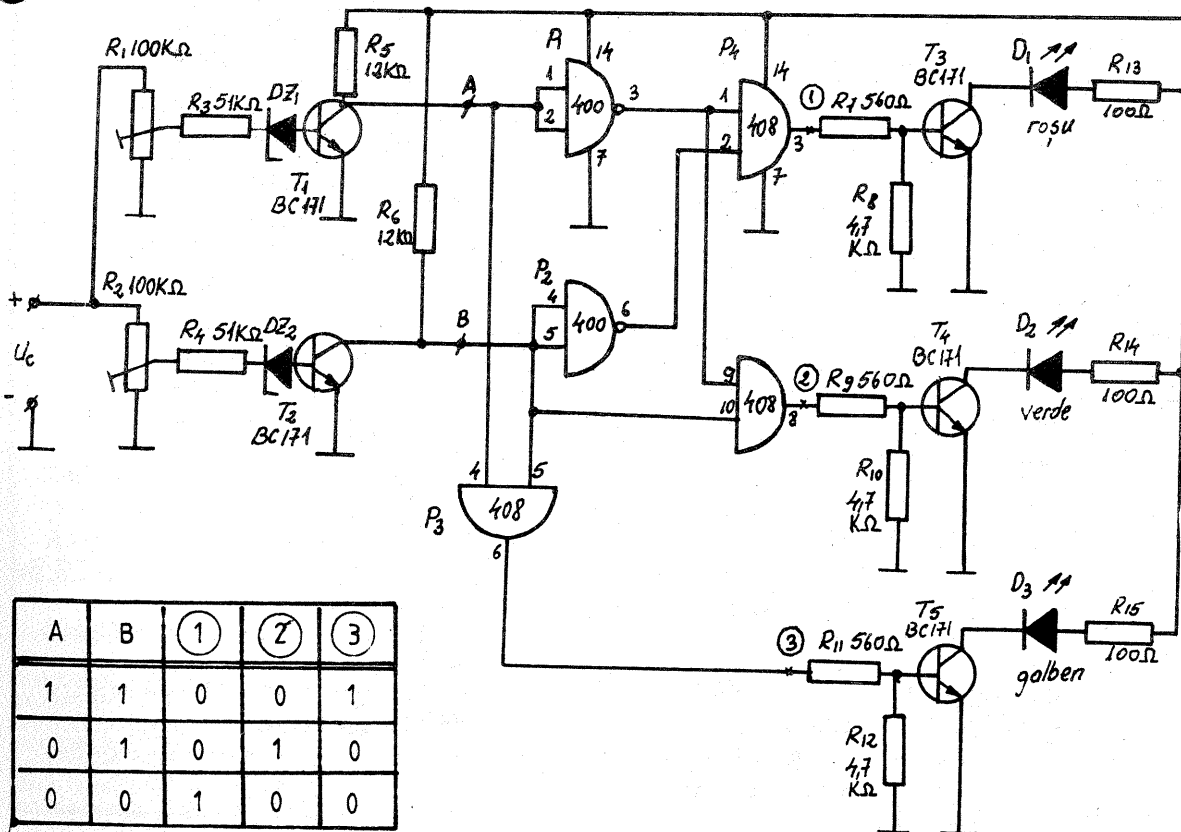 R1 100KΩ
R3 51KΩ
DZ1
T1
BC171
R5
12KΩ
R6
12KΩ
A
P1
14
1
2
400
3
7
P4
14
1
2
408
3
7
①
R7 560Ω
R8
4,7
KΩ
T3
BC171
D1
roșu
R13
100Ω
+
Uc
-
R2 100KΩ
R4 51KΩ
DZ2
T2
BC171
B
P2
4
5
400
6
9
10
408
8
②
R9 560Ω
R10
4,7
KΩ
T4
BC171
D2
verde
R14
100Ω
4
5
P3
408
6
③
R11 560Ω
R12
4,7
KΩ
T5
BC171
D3
galben
R15
100Ω
A B ① ② ③
1 1 0 0 1
0 1 0 1 0
0 0 1 0 0